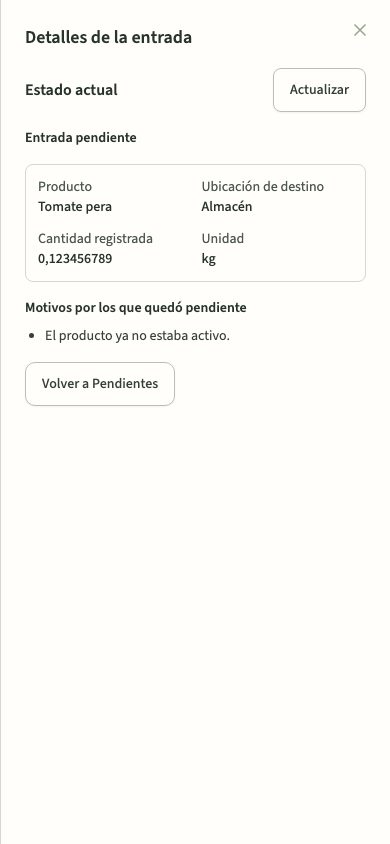 Detalles de la entrada
Estado actual
Actualizar
Entrada pendiente
Producto
Tomate pera
Ubicación de destino
Almacén
Cantidad registrada
0,123456789
Unidad
kg
Motivos por los que quedó pendiente
• El producto ya no estaba activo.
Volver a Pendientes